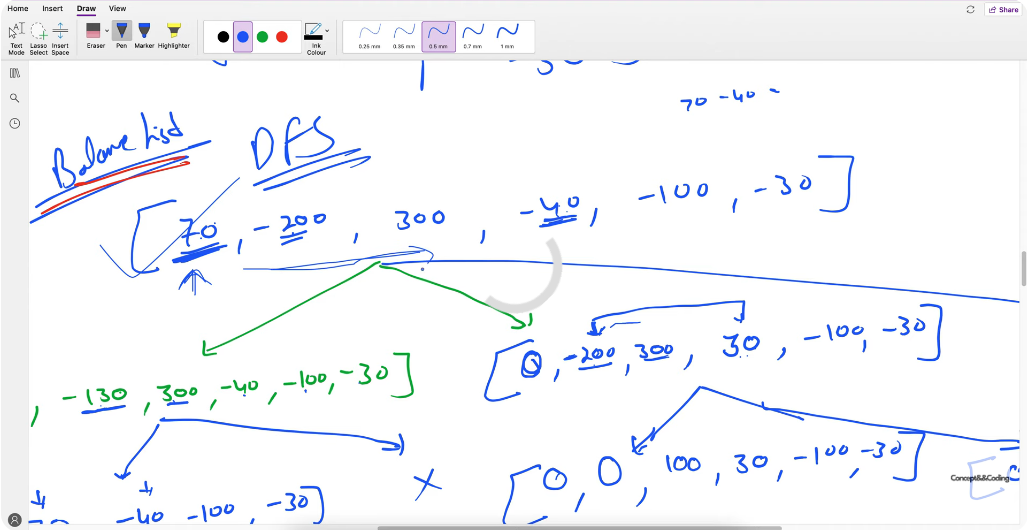 Home Insert Draw View
Share
Text Mode
Lasso Select
Insert Space
Eraser
Pen
Marker
Highlighter
Ink Colour
0.25 mm 0.35 mm 0.5 mm 0.7 mm 1 mm
70 - 40 =
Balance List
DFS
[ 70, -200, 300, -40, -100, -30 ]
[ 0, -200, 300, 30, -100, -30 ]
, -130, 300, -40, -100, -30 ]
[ 0, 0, 100, 30, -100, -30 ]
X
-40 -100, -30 ]
Concept&&Coding